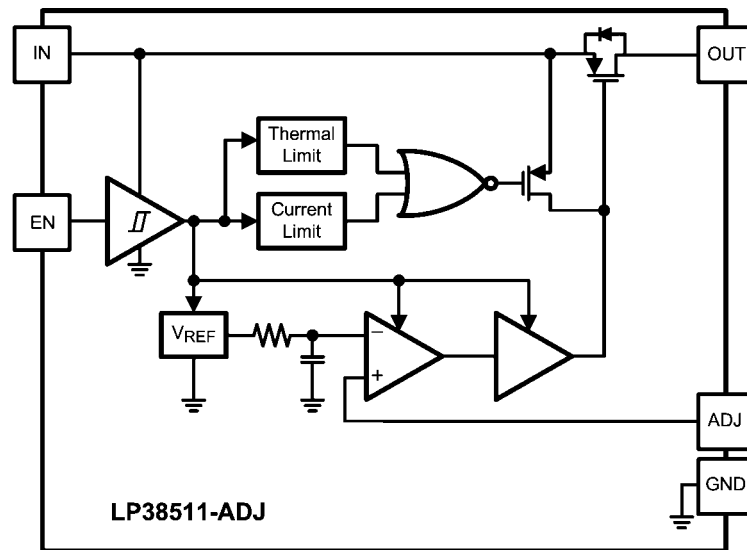 IN
OUT
Thermal
Limit
EN
Current
Limit
VREF
−
+
ADJ
GND
LP38511-ADJ